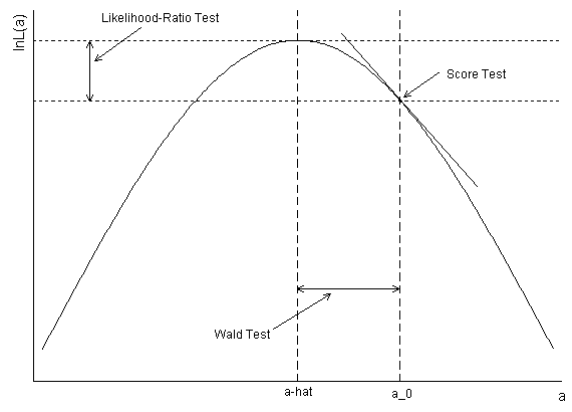 lnL(a)
Likelihood-Ratio Test
Score Test
Wald Test
a-hat
a_0
a